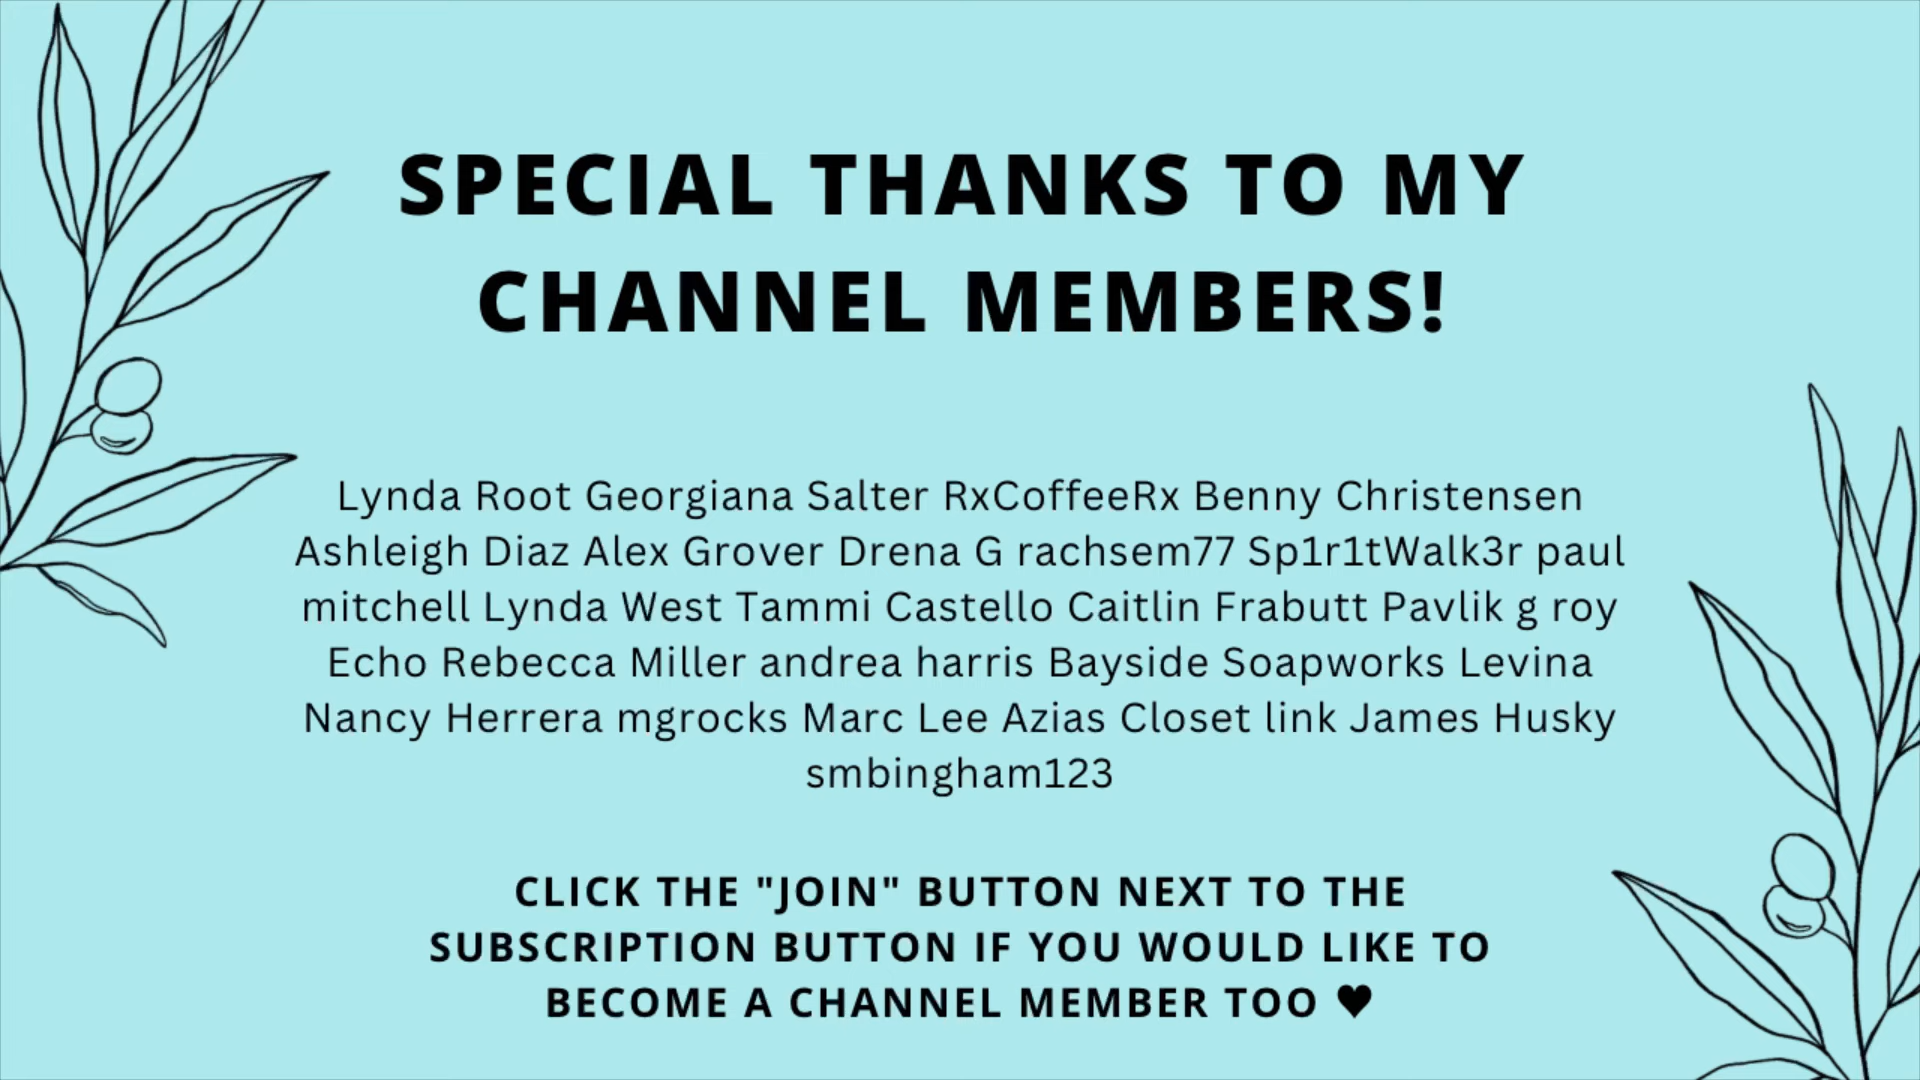 SPECIAL THANKS TO MY
CHANNEL MEMBERS!
Lynda Root Georgiana Salter RxCoffeeRx Benny Christensen
Ashleigh Diaz Alex Grover Drena G rachsem77 Sp1r1tWalk3r paul
mitchell Lynda West Tammi Castello Caitlin Frabutt Pavlik g roy
Echo Rebecca Miller andrea harris Bayside Soapworks Levina
Nancy Herrera mgrocks Marc Lee Azias Closet link James Husky
smbingham123
CLICK THE "JOIN" BUTTON NEXT TO THE
SUBSCRIPTION BUTTON IF YOU WOULD LIKE TO
BECOME A CHANNEL MEMBER TOO ♥